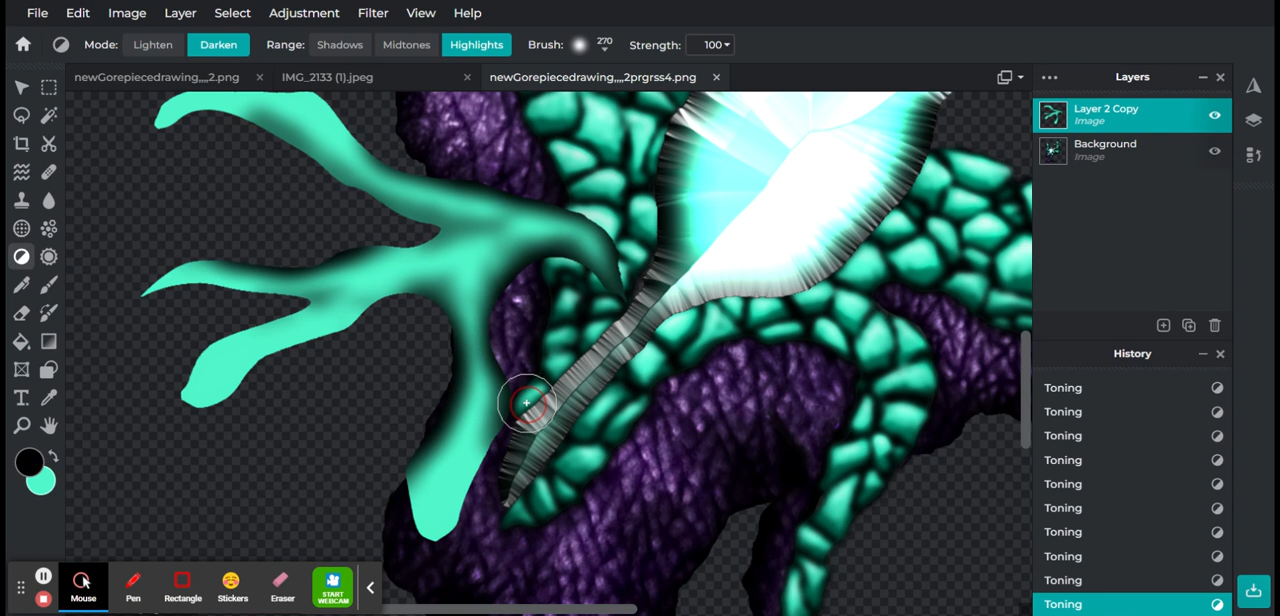 File Edit Image Layer Select Adjustment Filter View Help
Mode: Lighten Darken Range: Shadows Midtones Highlights Brush: 270 Strength: 100
newGorepiecedrawing,,,,2.png IMG_2133 (1).jpeg newGorepiecedrawing,,,,2prgrss4.png
Layers
Layer 2 Copy
Image
Background
Image
History
Toning
Toning
Toning
Toning
Toning
Toning
Toning
Toning
Toning
Toning
Mouse Pen Rectangle Stickers Eraser START
WEBCAM